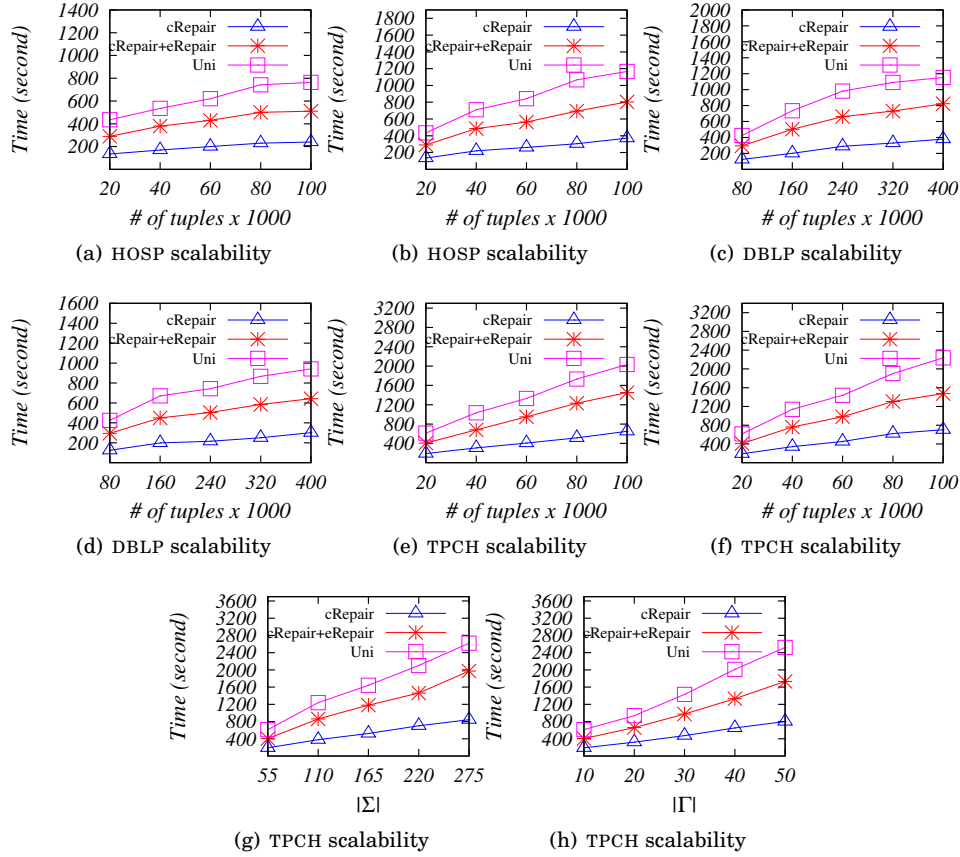 1400
1200
1000
800
600
400
200
Time (second)
cRepair
cRepair+eRepair
Uni
20 40 60 80 100
# of tuples x 1000
(a) HOSP scalability
2000
1800
1600
1400
1200
1000
800
600
400
200
Time (second)
cRepair
cRepair+eRepair
Uni
20 40 60 80 100
# of tuples x 1000
(b) HOSP scalability
2000
1800
1600
1400
1200
1000
800
600
400
200
Time (second)
cRepair
cRepair+eRepair
Uni
80 160 240 320 400
# of tuples x 1000
(c) DBLP scalability
1600
1400
1200
1000
800
600
400
200
Time (second)
cRepair
cRepair+eRepair
Uni
80 160 240 320 400
# of tuples x 1000
(d) DBLP scalability
3200
2800
2400
2000
1600
1200
800
400
Time (second)
cRepair
cRepair+eRepair
Uni
20 40 60 80 100
# of tuples x 1000
(e) TPCH scalability
3200
2800
2400
2000
1600
1200
800
400
Time (second)
cRepair
cRepair+eRepair
Uni
20 40 60 80 100
# of tuples x 1000
(f) TPCH scalability
3600
3200
2800
2400
2000
1600
1200
800
400
Time (second)
cRepair
cRepair+eRepair
Uni
55 110 165 220 275
|Σ|
(g) TPCH scalability
3600
3200
2800
2400
2000
1600
1200
800
400
Time (second)
cRepair
cRepair+eRepair
Uni
10 20 30 40 50
|Γ|
(h) TPCH scalability